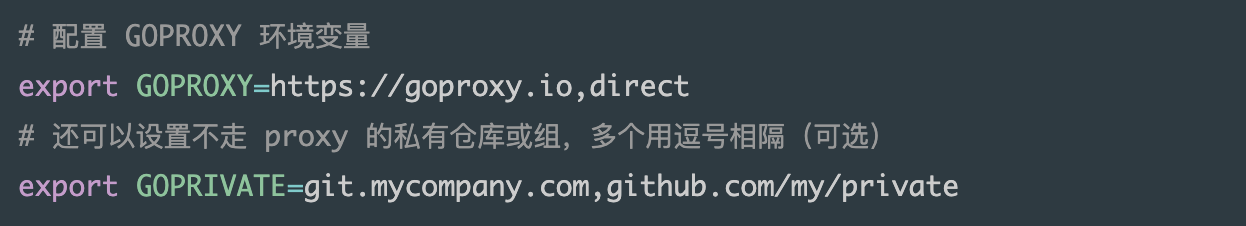 # 配置 GOPROXY 环境变量
export GOPROXY=https://goproxy.io,direct
# 还可以设置不走 proxy 的私有仓库或组，多个用逗号相隔（可选）
export GOPRIVATE=git.mycompany.com,github.com/my/private